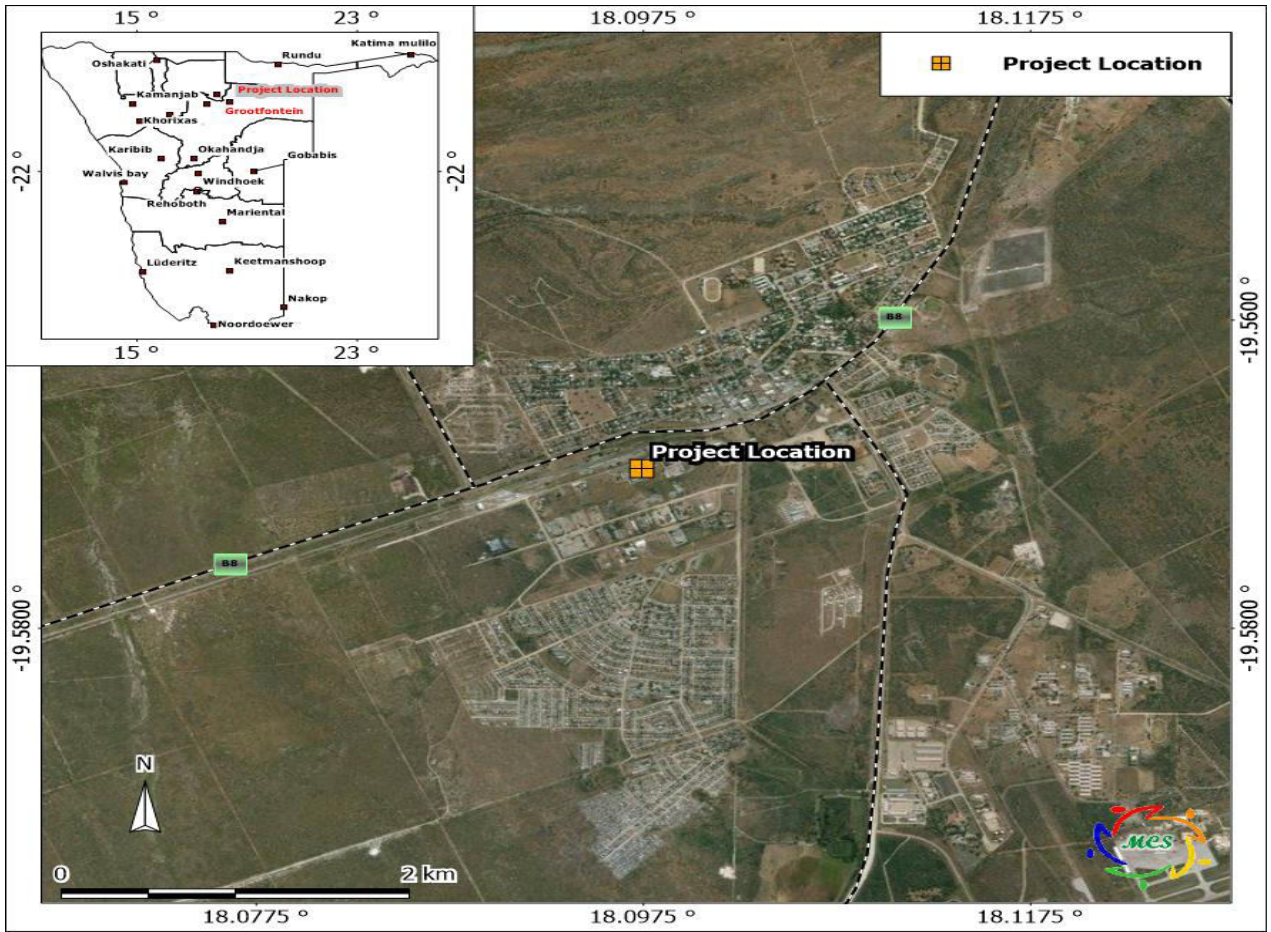 18.0975 °
18.1175 °
15 °
23 °
Katima mulilo
Rundu
Oshakati
Project Location
Kamanjab
Project Location
Grootfontein
Khorixas
Karibib
Okahandja
Gobabis
-22 °
-22 °
Walvis bay
Windhoek
Rehoboth
Mariental
Lüderitz
Keetmanshoop
Nakop
Noordoewer
15 °
23 °
B8
-19.5600 °
Project Location
B8
-19.5800 °
-19.5800 °
N
MCS
0
2 km
18.0775 °
18.0975 °
18.1175 °